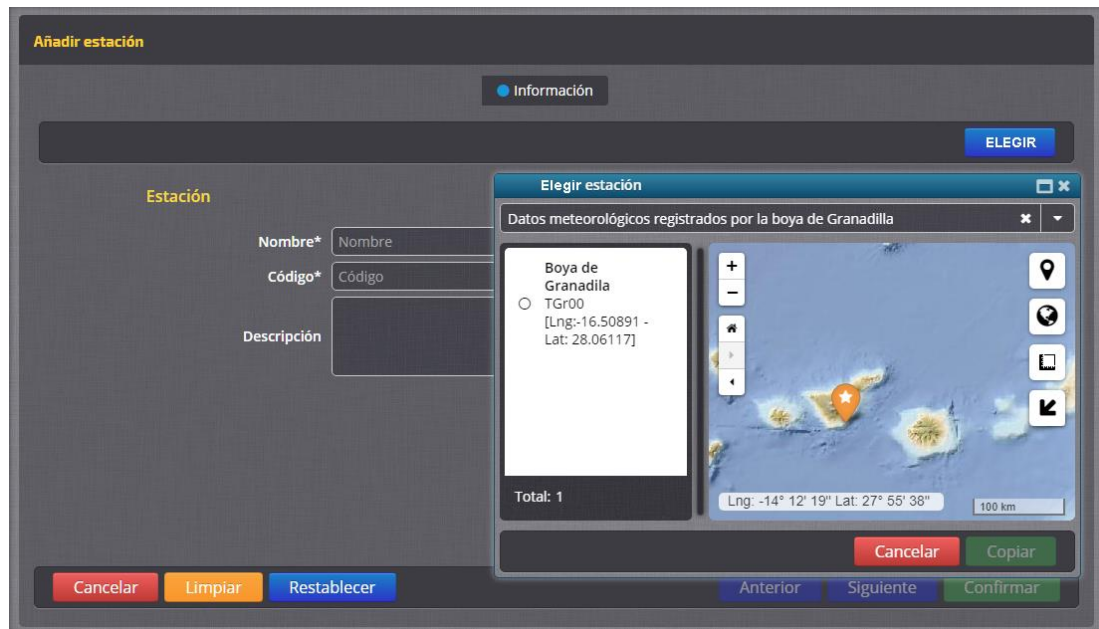 Añadir estación
Información
ELEGIR
Estación
Nombre* Nombre
Código* Código
Descripción
Elegir estación
Datos meteorológicos registrados por la boya de Granadilla
Boya de
Granadila
TGr00
[Lng:-16.50891 -
Lat: 28.06117]
Total: 1
+
−
Lng: -14° 12' 19" Lat: 27° 55' 38"
100 km
Cancelar Copiar
Cancelar Limpiar Restablecer Anterior Siguiente Confirmar